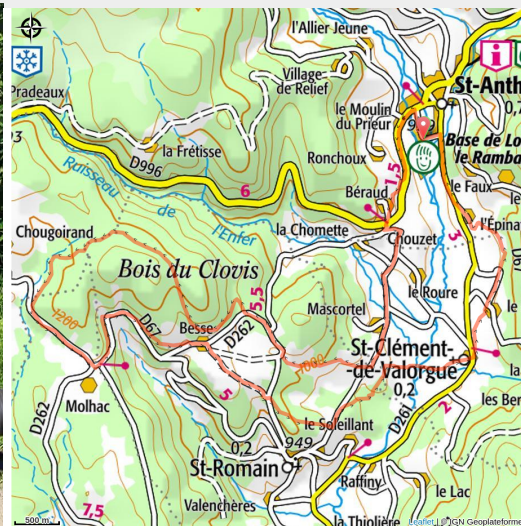 l'Allier Jeune
Village
de Relief
St-Anth
Pradeaux
le Moulin
du Prieur
0,
93
la Frétisse
D996
Ronchoux
Base de Lo
le Ramba
1,5
Ruisseau de l'Enfer
6
Béraud
le Faux
la Chomette
l'Épina
Chougoirand
Chouzet
3
Bois du Clovis
5,5
le Roure
1200
D67
Mascortel
le
Besse
D262
St-Clément-
-de-Valorgue
1000
0,2
la
5
D262
Molhac
le Soleillant
D261
2
les Ber
0,2
949
St-Romain
Raffiny
le Lac
7,5
Valenchères
la Thiolière
500 m
Leaflet | © IGN Geoplateforme